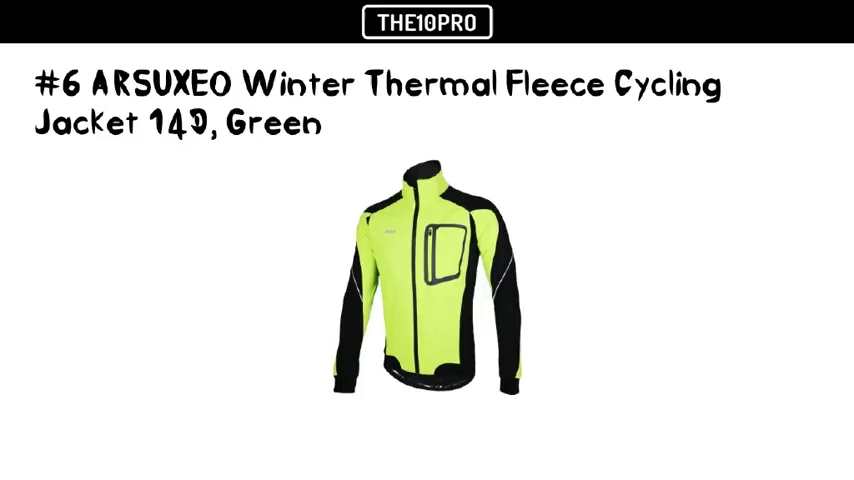 THE10PRO
#6 ARSUXEO Winter Thermal Fleece Cycling
Jacket 14D, Green